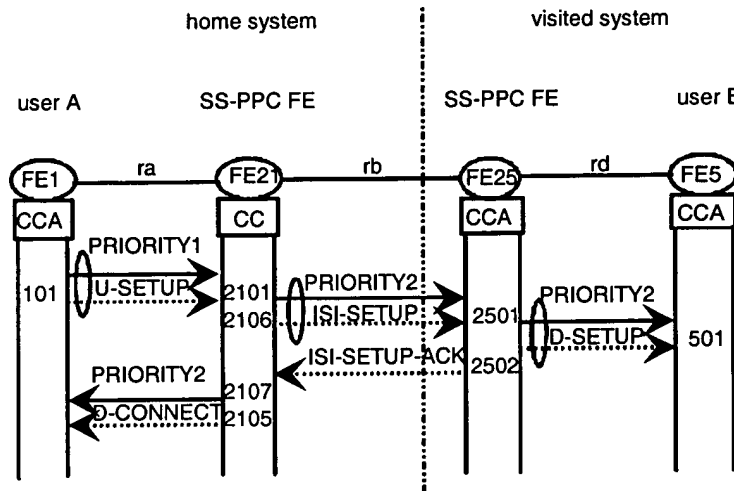 home system
visited system
user A
SS-PPC FE
SS-PPC FE
user B
FE1
ra
FE21
rb
FE25
rd
FE5
CCA
CC
CCA
CCA
PRIORITY1
101
U-SETUP
2101
PRIORITY2
2106
ISI-SETUP
2501
PRIORITY2
D-SETUP
501
ISI-SETUP-ACK
2502
PRIORITY2
2107
D-CONNECT
2105